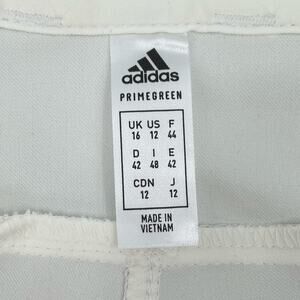 adidas
PRIMEGREEN
UK US F
16 12 44
D I E
42 48 42
CDN J
12 12
MADE IN
VIETNAM